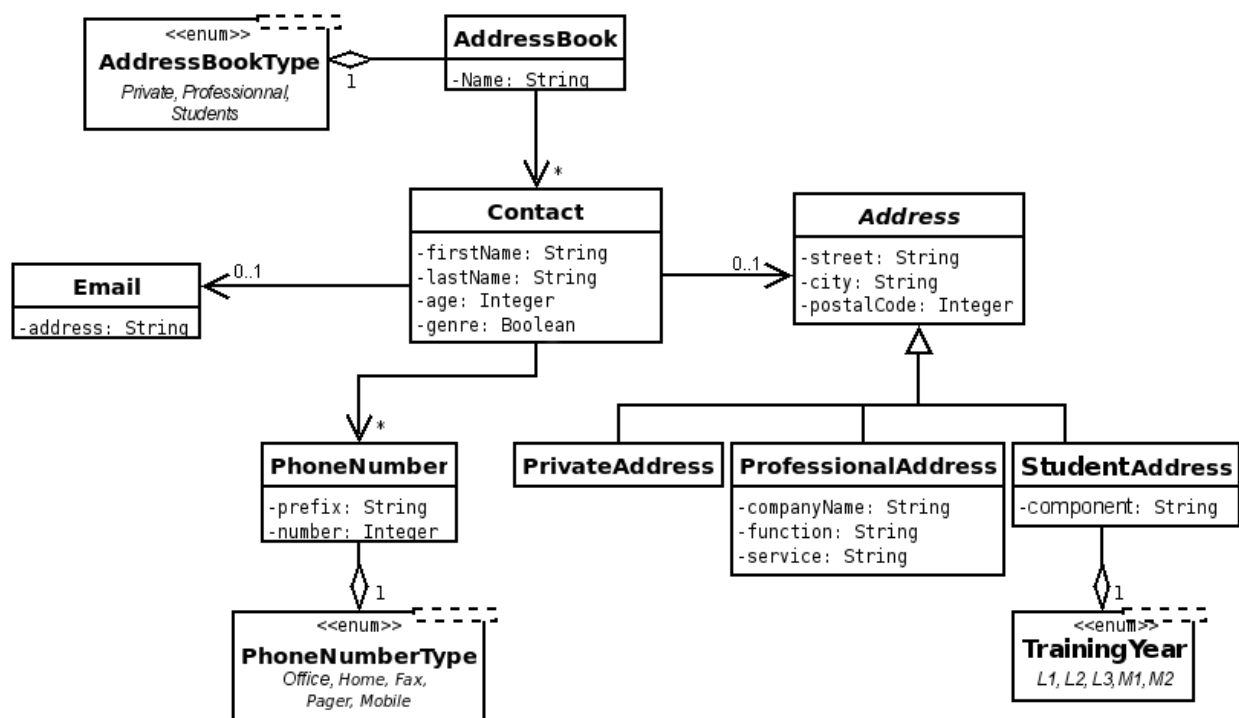 <<enum>>
AddressBookType
Private, Professionnal,
Students
1
AddressBook
-Name: String
*
Contact
-firstName: String
-lastName: String
-age: Integer
-genre: Boolean
0..1
Email
-address: String
0..1
Address
-street: String
-city: String
-postalCode: Integer
*
PhoneNumber
-prefix: String
-number: Integer
1
<<enum>>
PhoneNumberType
Office, Home, Fax,
Pager, Mobile
PrivateAddress
ProfessionalAddress
-companyName: String
-function: String
-service: String
StudentAddress
-component: String
1
<<enum>>
TrainingYear
L1, L2, L3, M1, M2